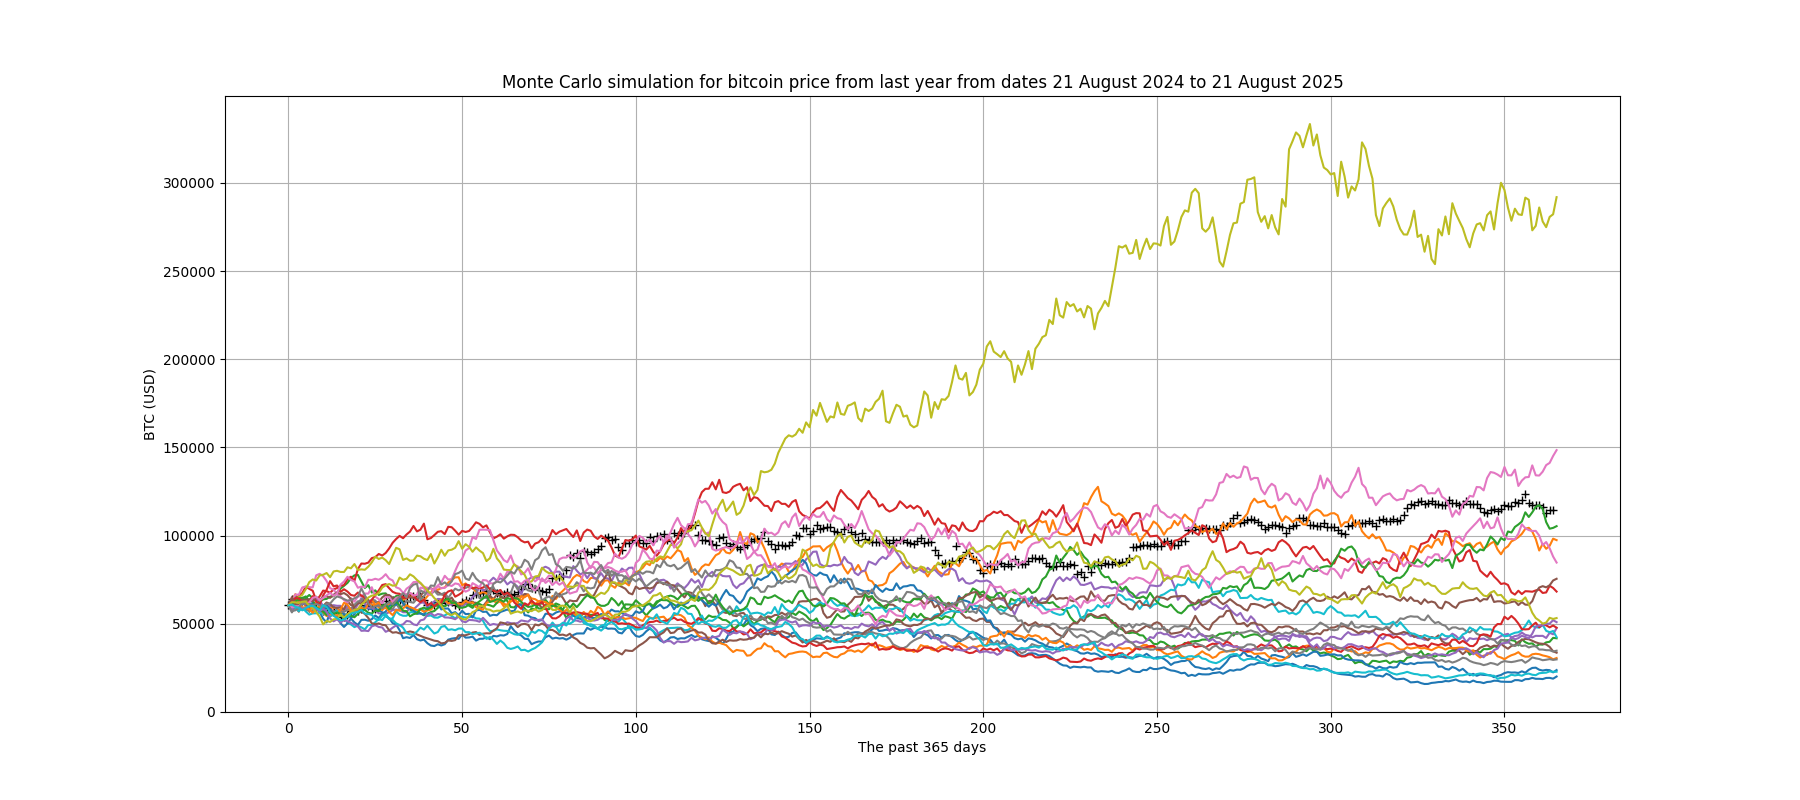 Monte Carlo simulation for bitcoin price from last year from dates 21 August 2024 to 21 August 2025
BTC (USD)
300000
250000
200000
150000
100000
50000
0
0 50 100 150 200 250 300 350
The past 365 days